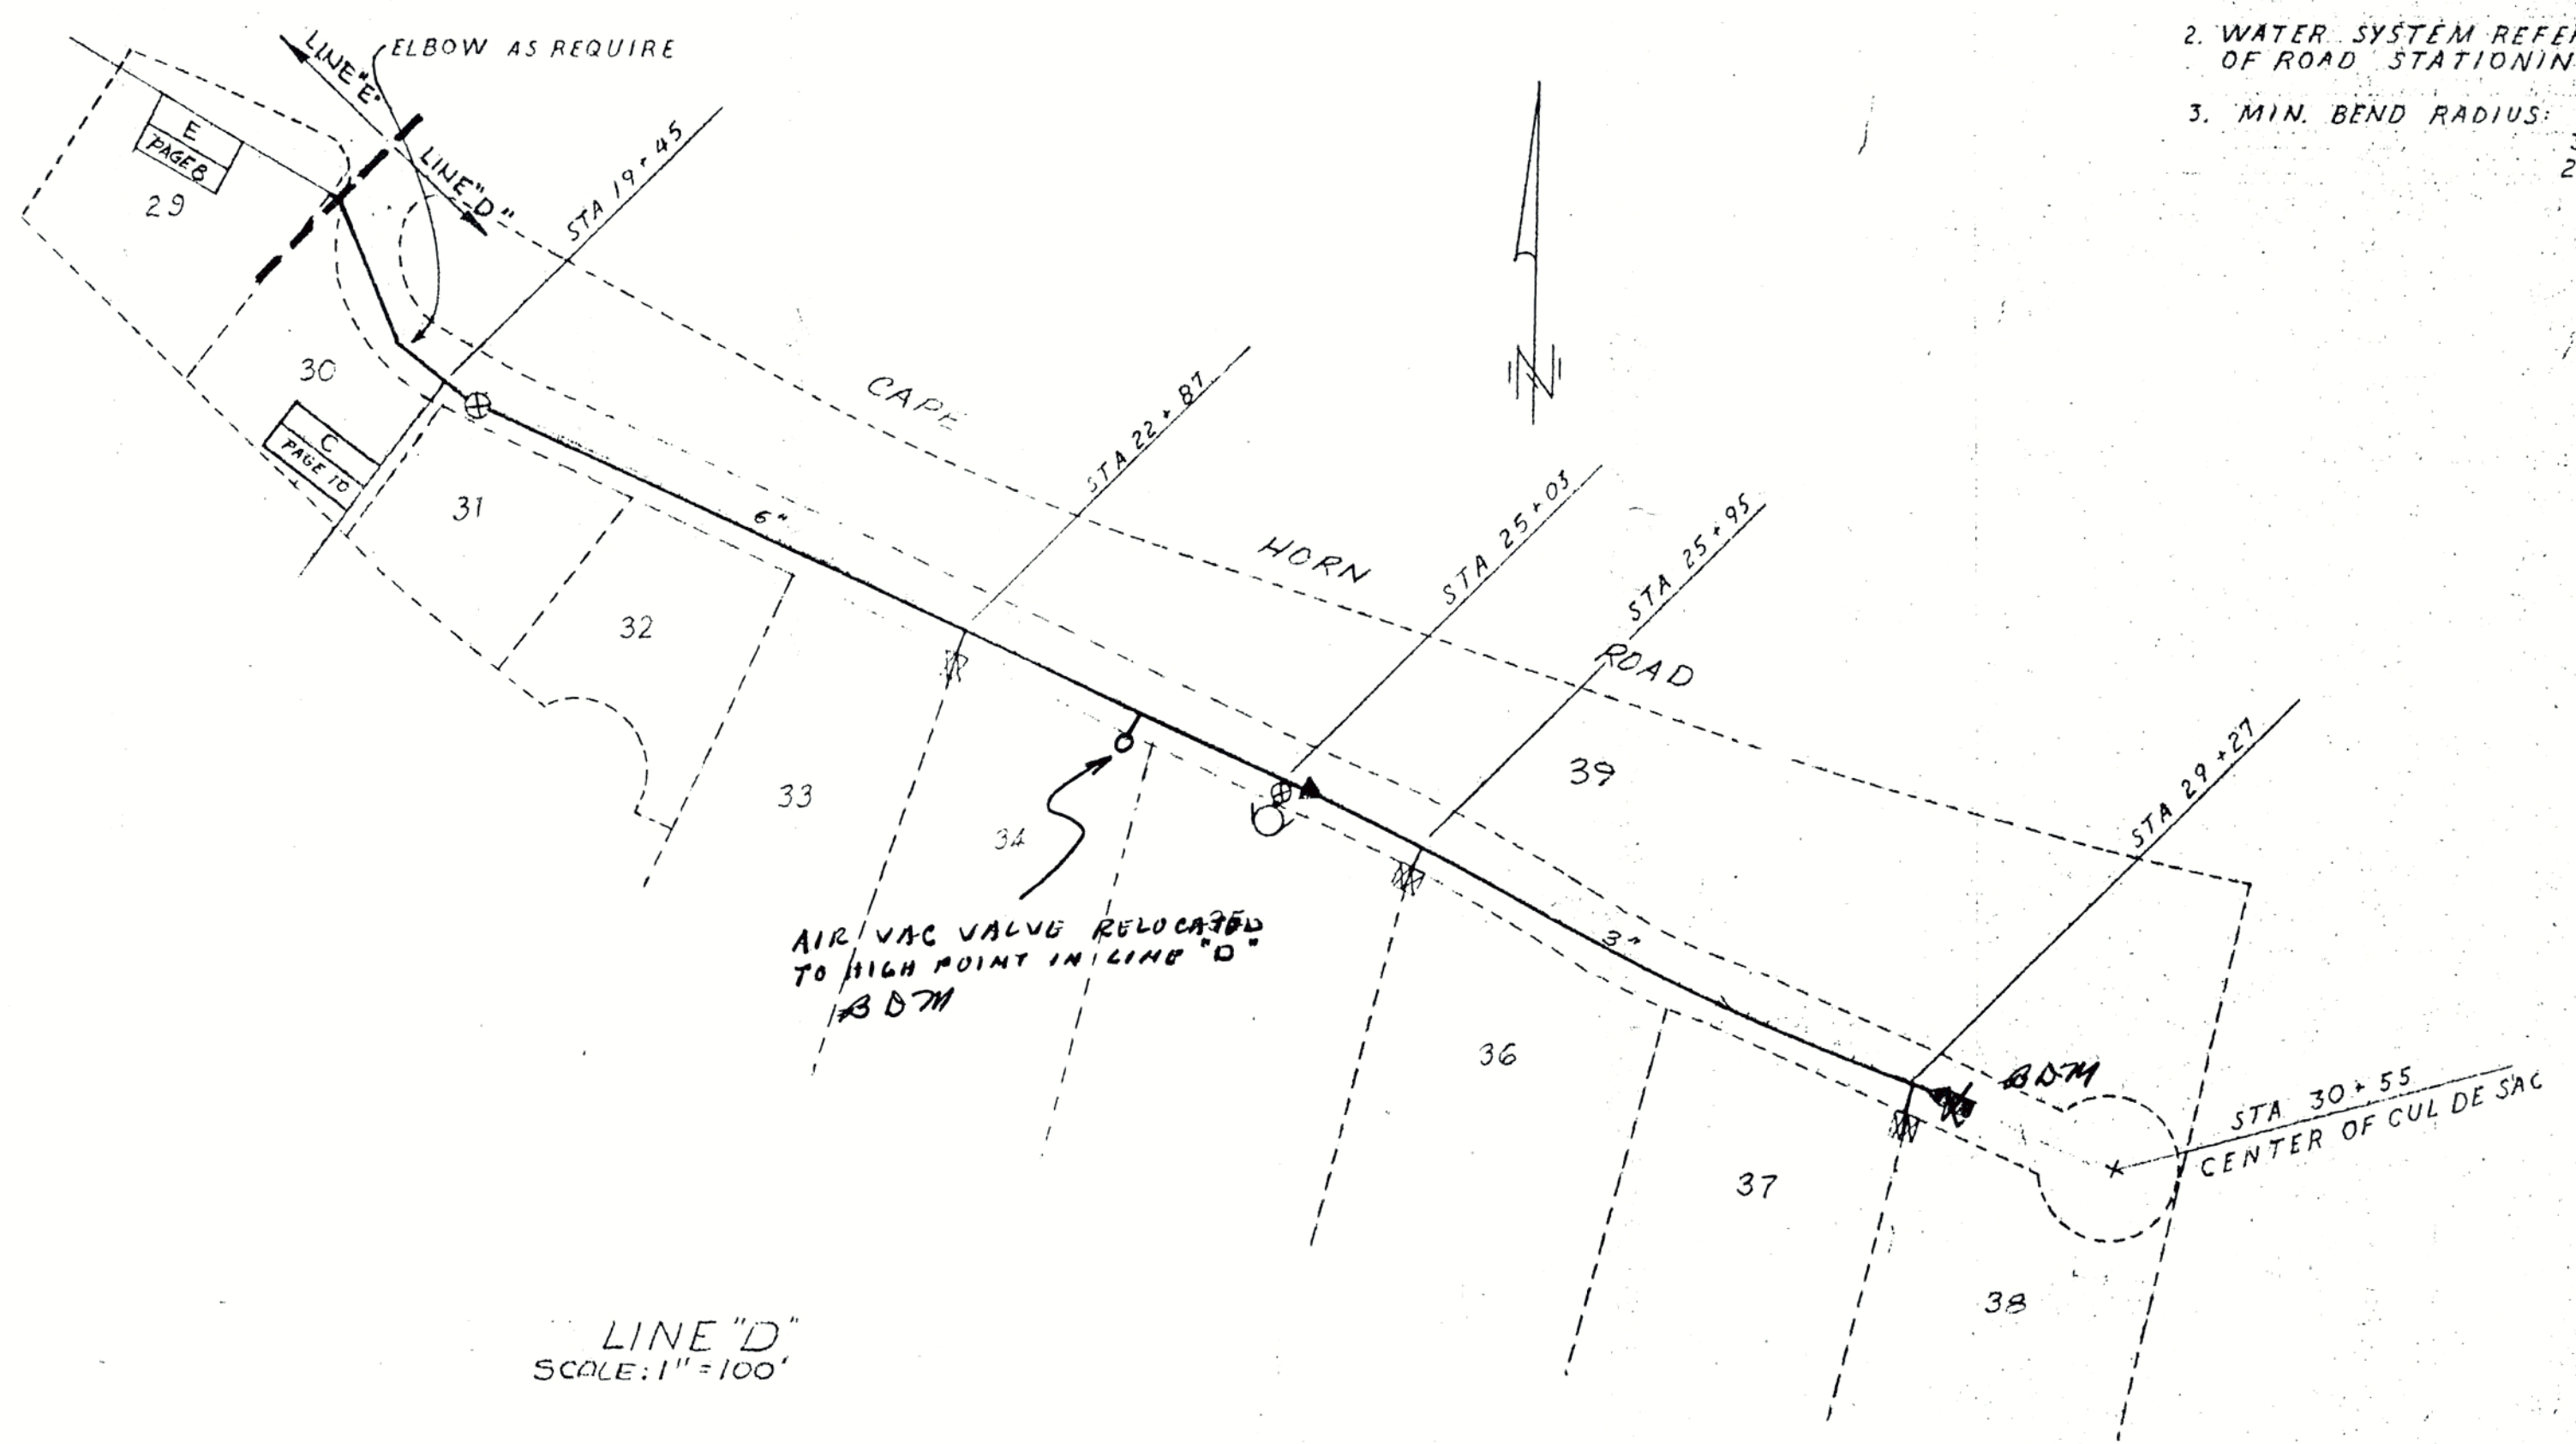 2. WATER SYSTEM REFE
OF ROAD STATIONIN
3. MIN. BEND RADIUS:
2
ELBOW AS REQUIRE
LINE "E"
LINE "D"
E
PAGE 8
29
STA 19+45
30
C
PAGE 10
31
32
6"
CAPE
HORN
ROAD
STA 22+87
STA 25+03
STA 25+95
STA 29+27
N
33
34
39
AIR/VAC VALVE RELOCATED
TO HIGH POINT IN LINE "D"
BDM
3"
36
37
38
BDM
STA 30+55
CENTER OF CUL DE SAC
LINE "D"
SCALE: 1" = 100'